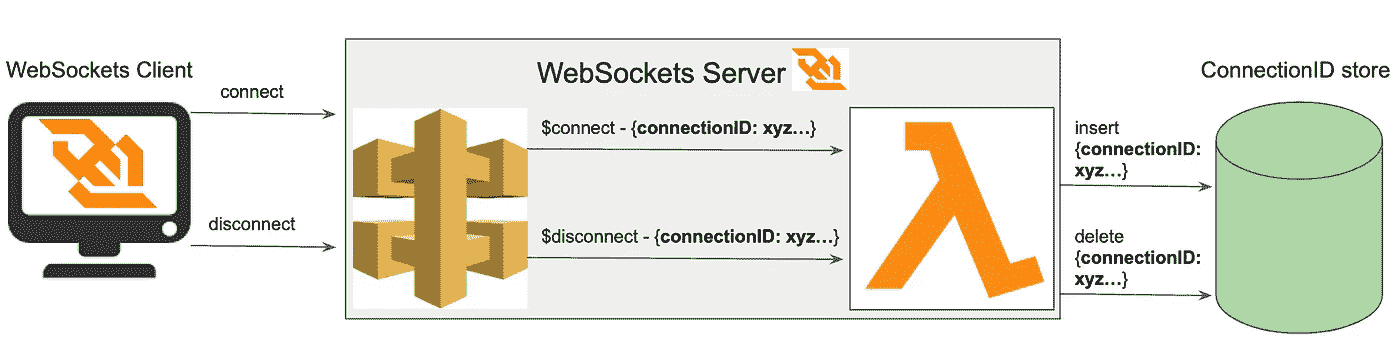 WebSockets Client
connect
disconnect
WebSockets Server
$connect - {connectionID: xyz…}
$disconnect - {connectionID: xyz…}
insert
{connectionID:
xyz…}
delete
{connectionID:
xyz…}
ConnectionID store